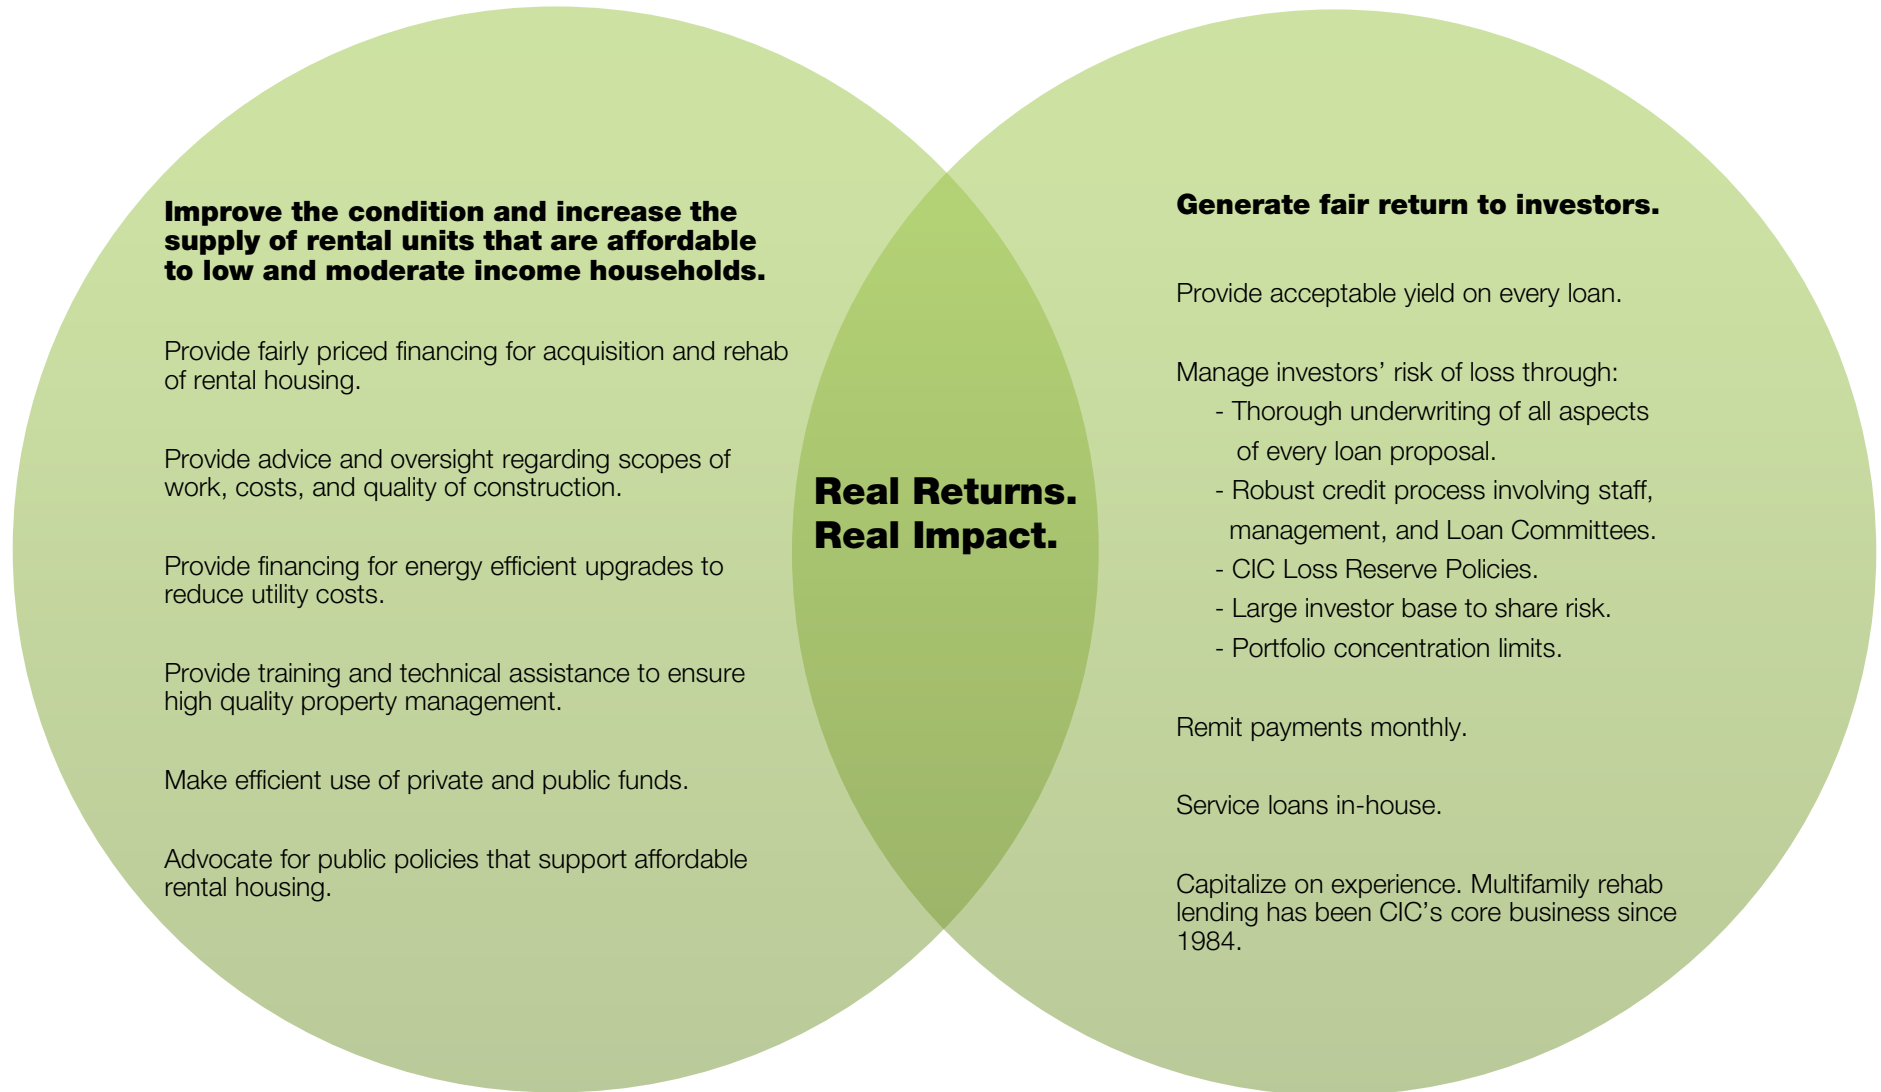 Improve the condition and increase the
supply of rental units that are affordable
to low and moderate income households.
Provide fairly priced financing for acquisition and rehab
of rental housing.
Provide advice and oversight regarding scopes of
work, costs, and quality of construction.
Provide financing for energy efficient upgrades to
reduce utility costs.
Provide training and technical assistance to ensure
high quality property management.
Make efficient use of private and public funds.
Advocate for public policies that support affordable
rental housing.
Real Returns.
Real Impact.
Generate fair return to investors.
Provide acceptable yield on every loan.
Manage investors’ risk of loss through:
- Thorough underwriting of all aspects
of every loan proposal.
- Robust credit process involving staff,
management, and Loan Committees.
- CIC Loss Reserve Policies.
- Large investor base to share risk.
- Portfolio concentration limits.
Remit payments monthly.
Service loans in-house.
Capitalize on experience. Multifamily rehab
lending has been CIC’s core business since
1984.